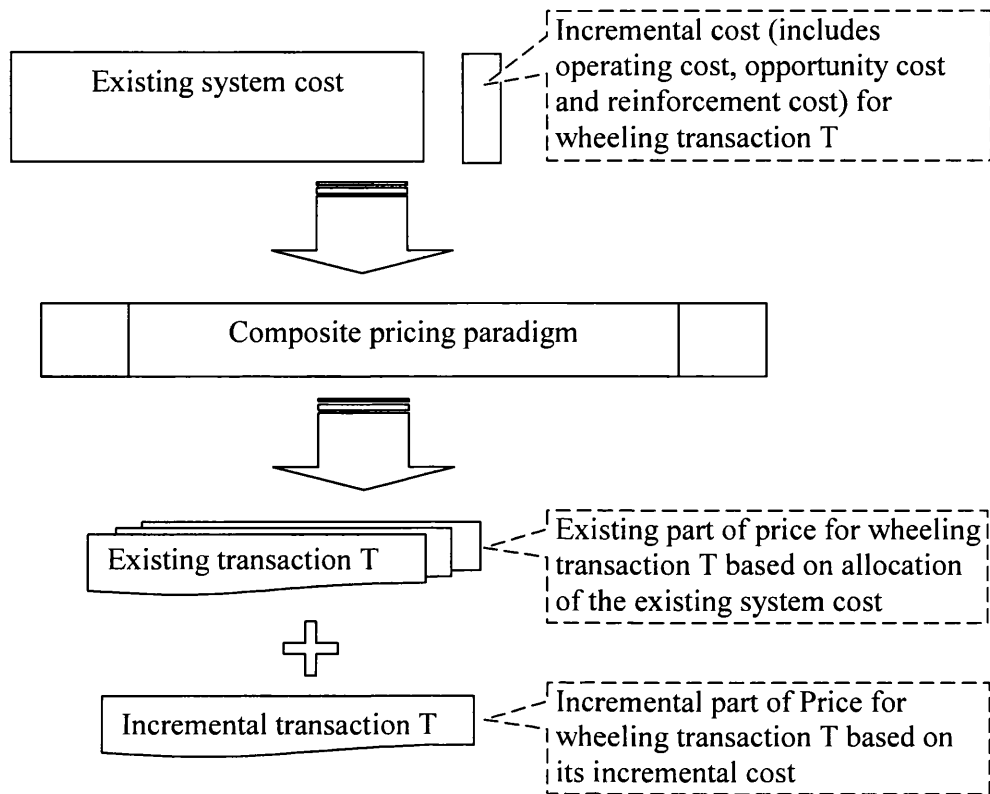 Existing system cost
Incremental cost (includes
operating cost, opportunity cost
and reinforcement cost) for
wheeling transaction T
Composite pricing paradigm
Existing transaction T
Existing part of price for wheeling
transaction T based on allocation
of the existing system cost
Incremental transaction T
Incremental part of Price for
wheeling transaction T based on
its incremental cost